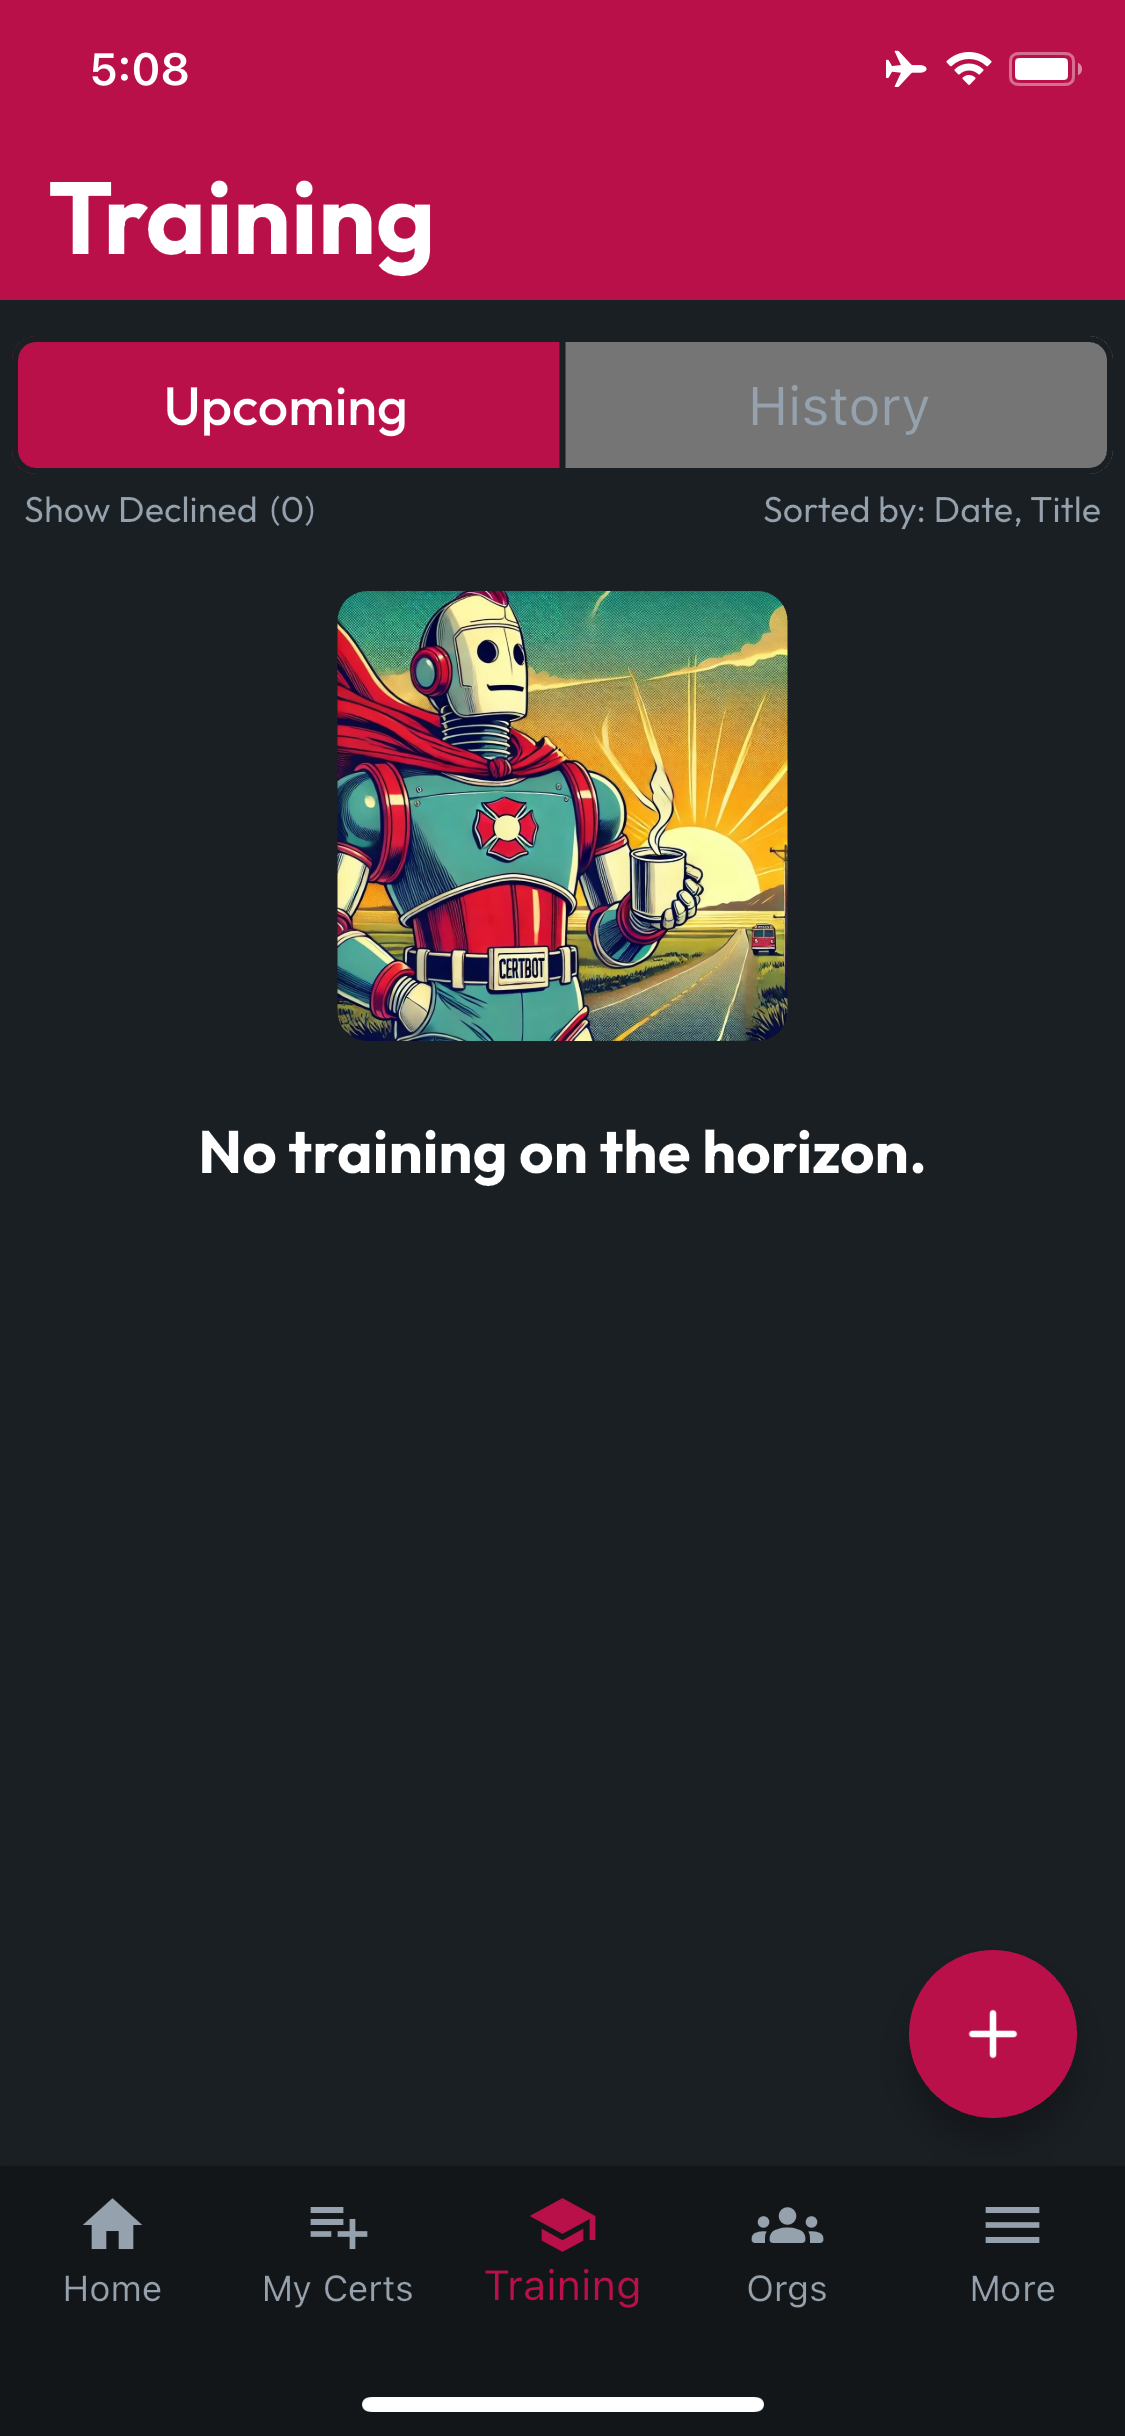 5:08
Training
Upcoming
History
Show Declined (0)
Sorted by: Date, Title
CERTBOT
No training on the horizon.
Home
My Certs
Training
Orgs
More